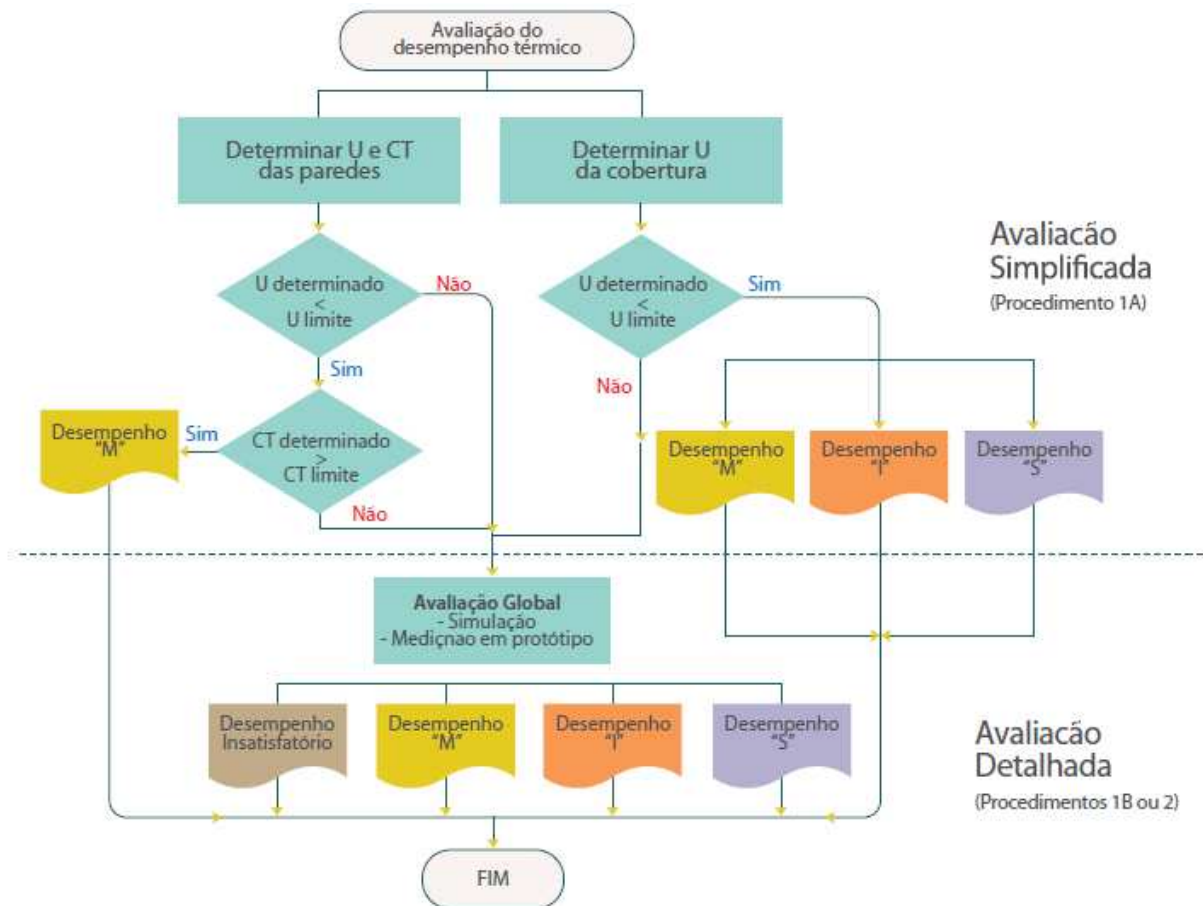 Avaliação do
desempenho térmico
Determinar U e CT
das paredes
Determinar U
da cobertura
U determinado
<
U limite
Não
Sim
U determinado
<
U limite
Sim
Não
Avaliacão
Simplificada
(Procedimento 1A)
Desempenho
"M"
Sim
CT determinado
>
CT limite
Não
Desempenho
"M"
Desempenho
"I"
Desempenho
"S"
Avaliação Global
- Simulação
- Mediçnao em protótipo
Desempenho
Insatisfatório
Desempenho
"M"
Desempenho
"I"
Desempenho
"S"
Avaliacão
Detalhada
(Procedimentos 1B ou 2)
FIM